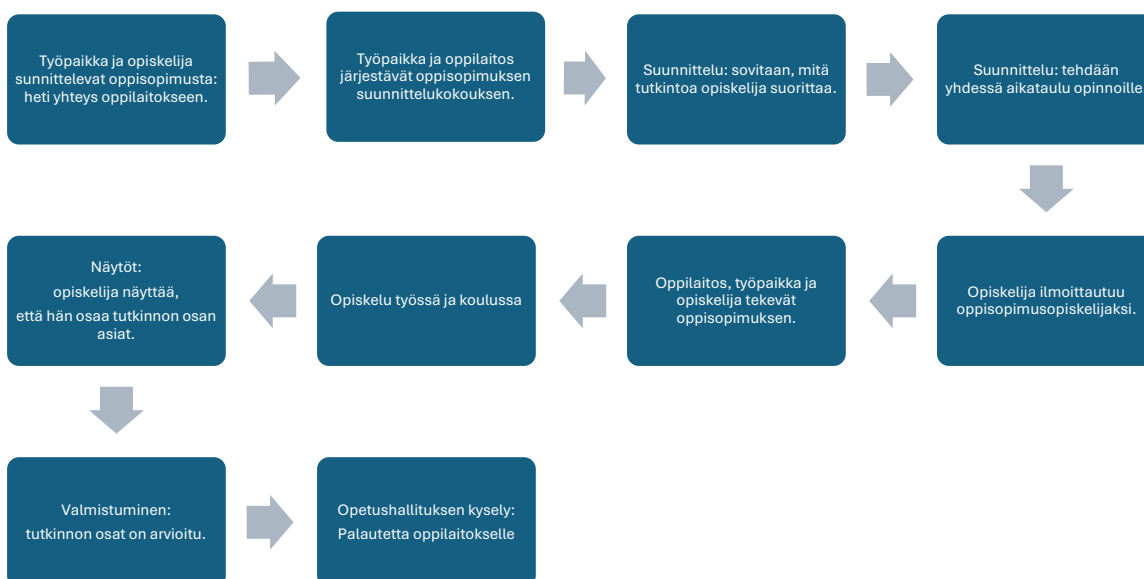 Työpaikka ja opiskelija
sunnittelevat oppisopimusta:
heti yhteys oppilaitokseen.
Työpaikka ja oppilaitos
järjestävät oppisopimuksen
suunnittelukokouksen.
Suunnittelu: sovitaan, mitä
tutkintoa opiskelija suorittaa.
Suunnittelu: tehdään
yhdessä aikataulu opinnoille
Opiskelija ilmoittautuu
oppisopimusopiskelijaksi.
Oppilaitos, työpaikka ja
opiskelija tekevät
oppisopimuksen.
Opiskelu työssä ja koulussa
Näytöt:
opiskelija näyttää,
että hän osaa tutkinnon osan
asiat.
Valmistuminen:
tutkinnon osat on arvioitu.
Opetushallituksen kysely:
Palautetta oppilaitokselle